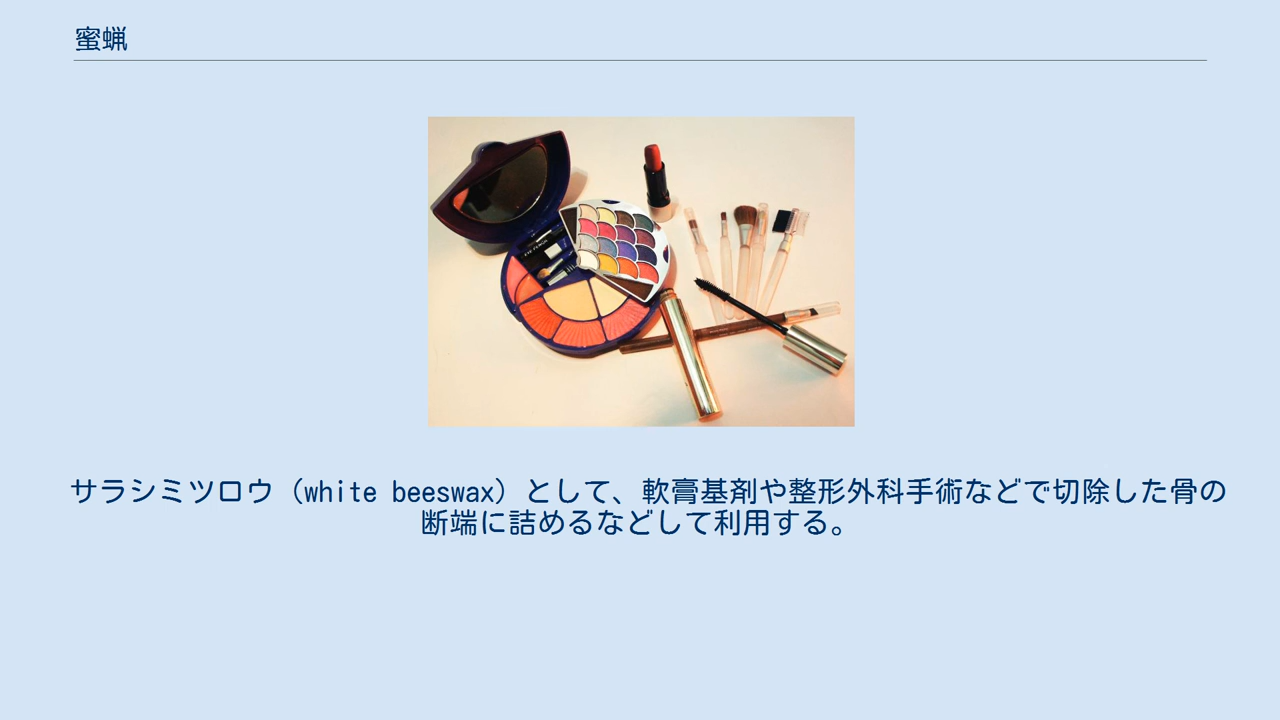 蜜蝋
サラシミツロウ（white beeswax）として、軟膏基剤や整形外科手術などで切除した骨の
断端に詰めるなどして利用する。